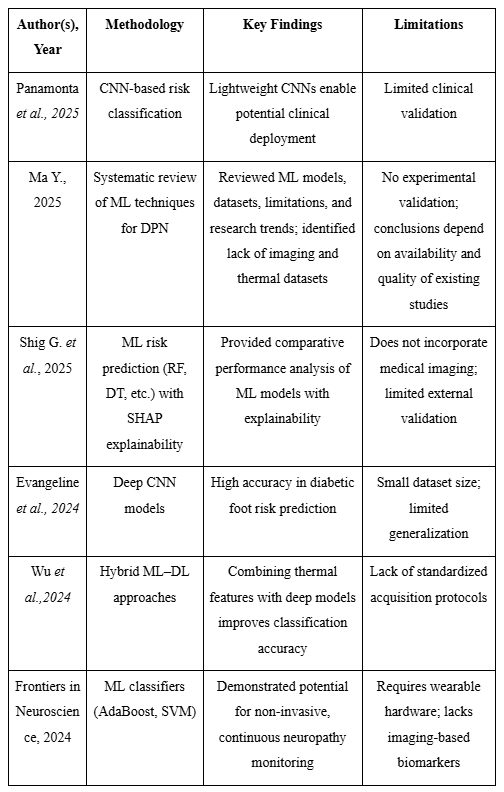 Author(s), Year
Methodology
Key Findings
Limitations
Panamonta
et al., 2025
CNN-based risk
classification
Lightweight CNNs enable
potential clinical
deployment
Limited clinical
validation
Ma Y.,
2025
Systematic review
of ML techniques
for DPN
Reviewed ML models,
datasets, limitations, and
research trends; identified
lack of imaging and
thermal datasets
No experimental
validation;
conclusions depend
on availability and
quality of existing
studies
Shig G. et
al., 2025
ML risk
prediction (RF,
DT, etc.) with
SHAP
explainability
Provided comparative
performance analysis of
ML models with
explainability
Does not incorporate
medical imaging;
limited external
validation
Evangeline
et al., 2024
Deep CNN
models
High accuracy in diabetic
foot risk prediction
Small dataset size;
limited
generalization
Wu et
al.,2024
Hybrid ML–DL
approaches
Combining thermal
features with deep models
improves classification
accuracy
Lack of standardized
acquisition protocols
Frontiers in
Neuroscien
ce, 2024
ML classifiers
(AdaBoost, SVM)
Demonstrated potential
for non-invasive,
continuous neuropathy
monitoring
Requires wearable
hardware; lacks
imaging-based
biomarkers